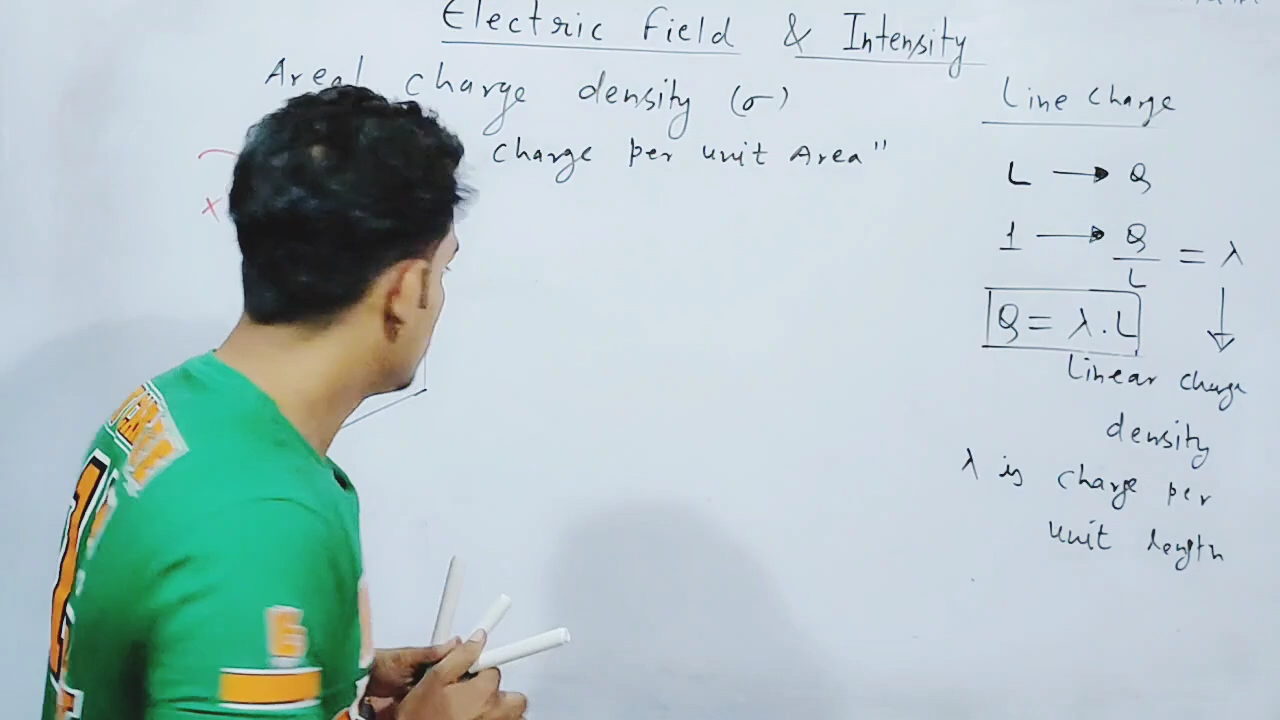 Electric Field & Intensity
Areal charge density (σ)
charge per unit Area"
Line Charge
L → Q
1 → Q/L = λ
Q = λ.L
Linear charge
density
λ is charge per
unit length